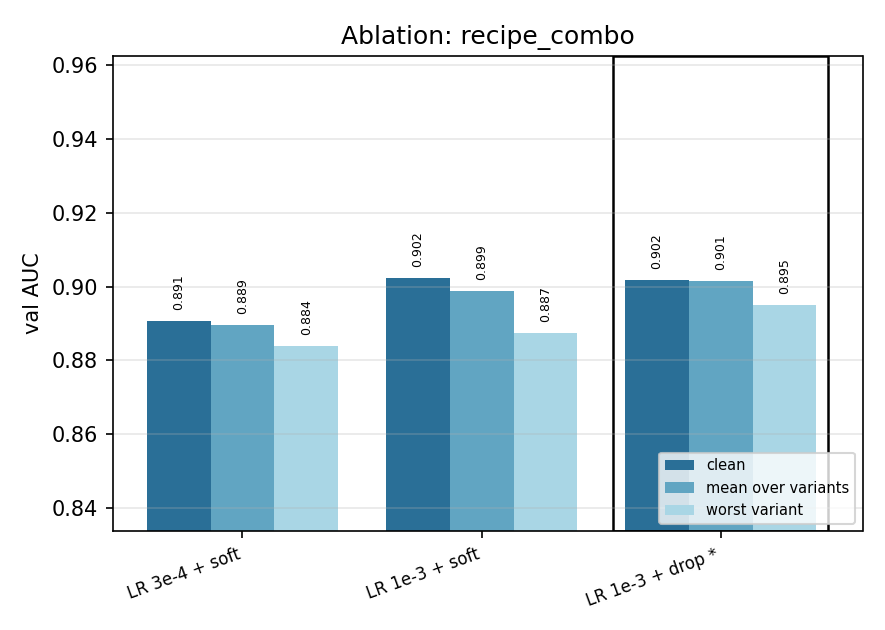 Ablation: recipe_combo
val AUC
0.96
0.94
0.92
0.90
0.88
0.86
0.84
0.891
0.889
0.884
0.902
0.899
0.887
0.902
0.901
0.895
clean
mean over variants
worst variant
LR 3e-4 + soft
LR 1e-3 + soft
LR 1e-3 + drop *